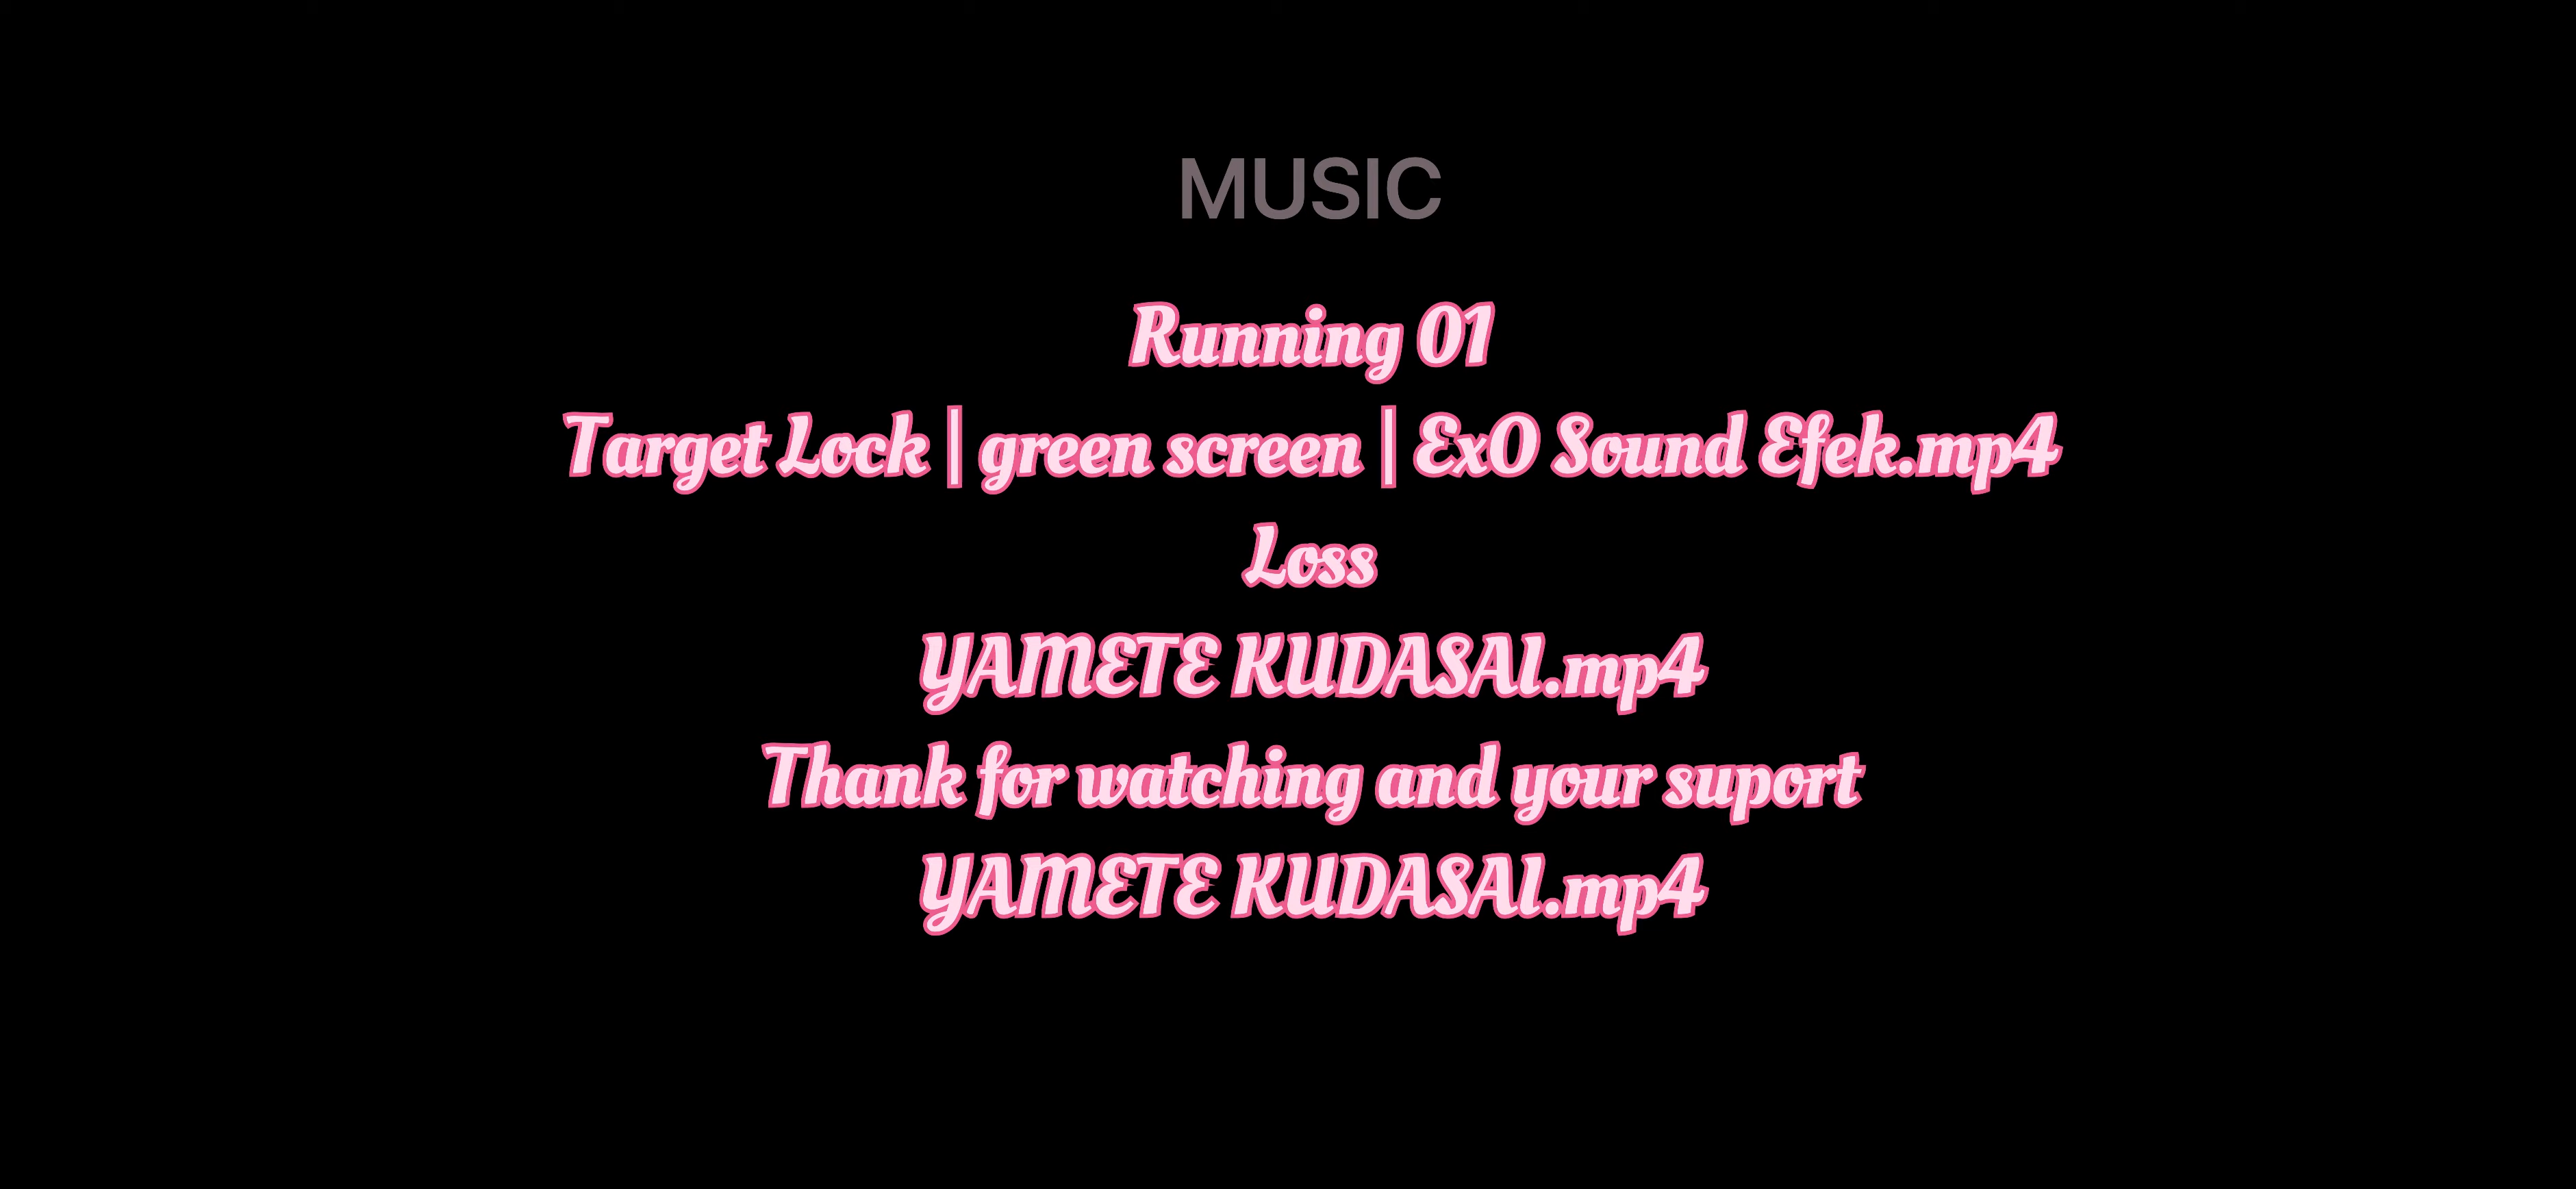 MUSIC
Running 01
Target Lock | green screen | ExO Sound Efek.mp4
Loss
YAMETE KUDASAI.mp4
Thank for watching and your suport
YAMETE KUDASAI.mp4